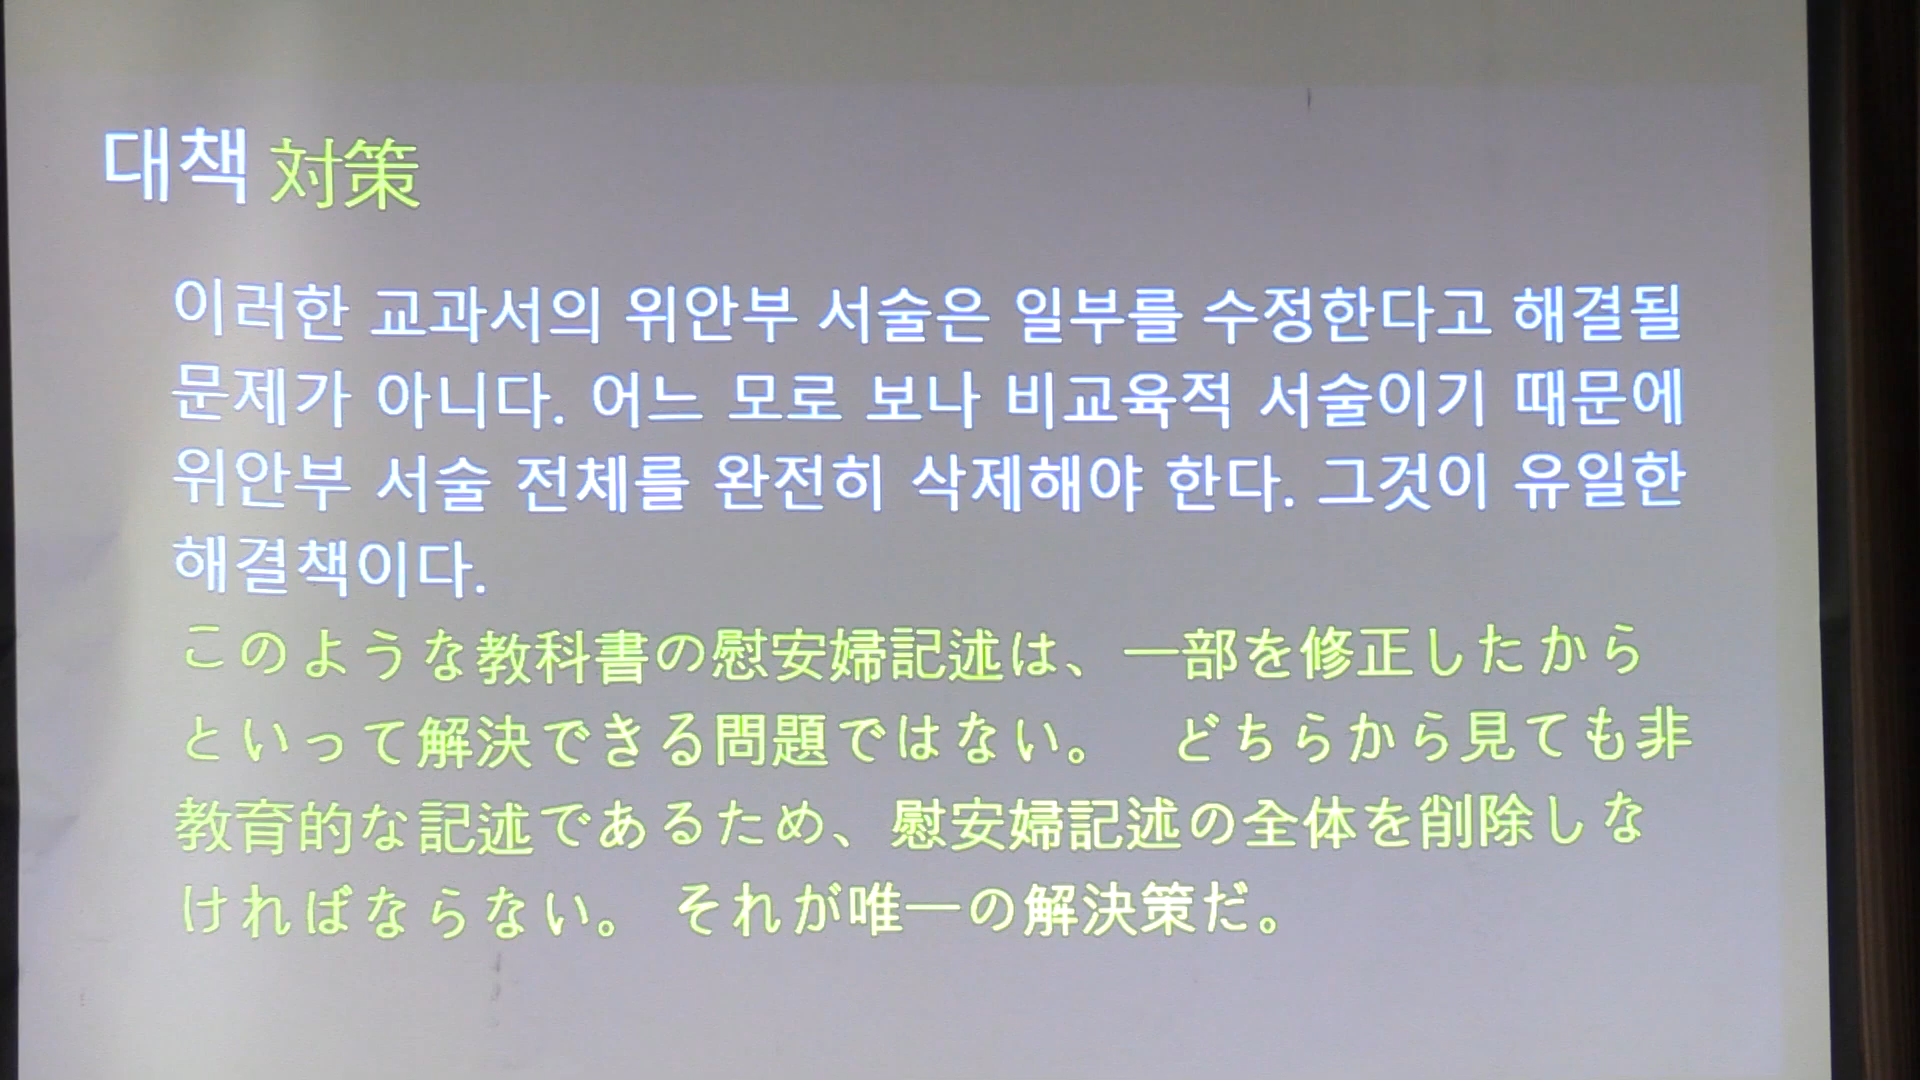 대책 対策
이러한 교과서의 위안부 서술은 일부를 수정한다고 해결될
문제가 아니다. 어느 모로 보나 비교육적 서술이기 때문에
위안부 서술 전체를 완전히 삭제해야 한다. 그것이 유일한
해결책이다.
このような教科書の慰安婦記述は、一部を修正したから
といって解決できる問題ではない。 どちらから見ても非
教育的な記述であるため、慰安婦記述の全体を削除しな
ければならない。 それが唯一の解決策だ。